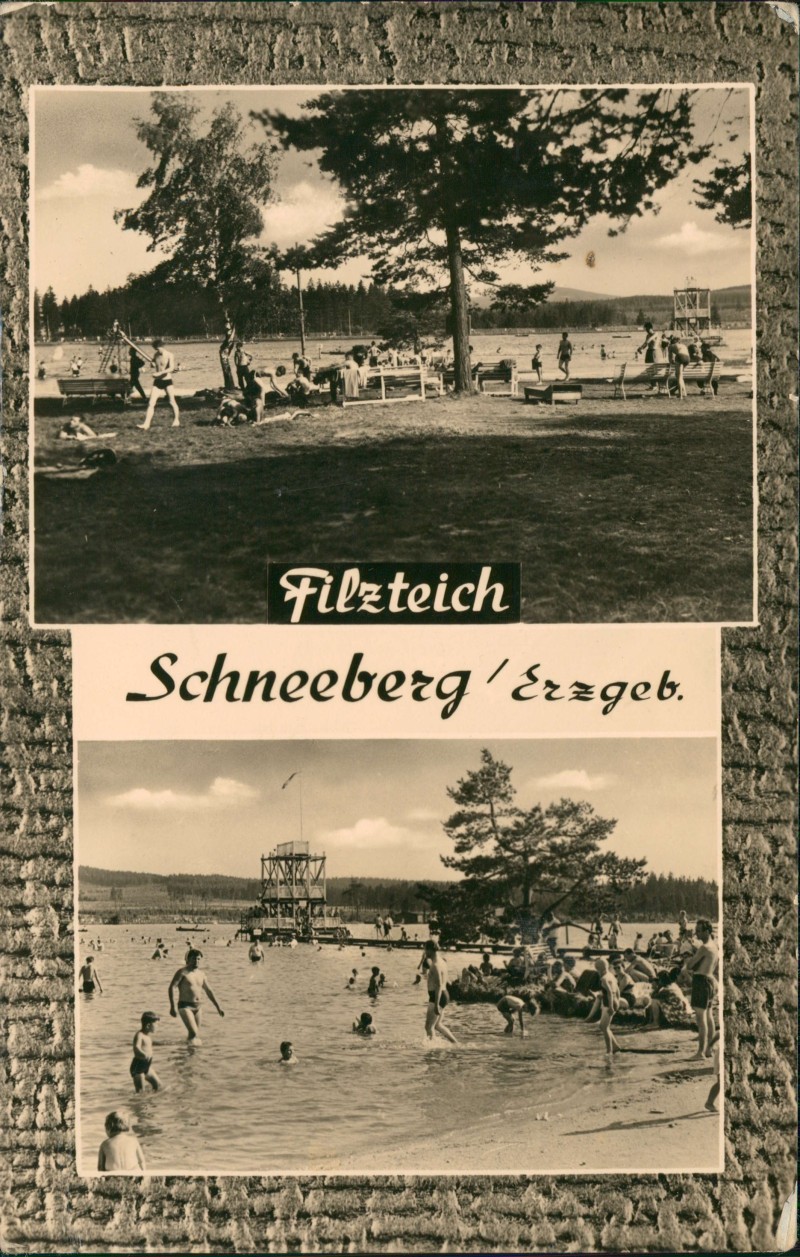 Filzteich
Schneeberg / Erzgeb.